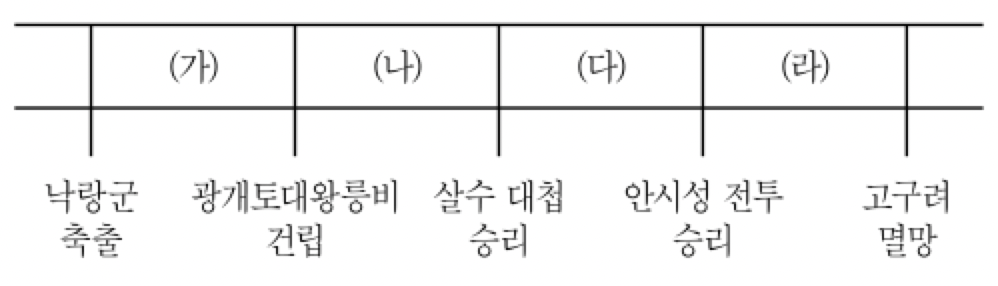 (가) (나) (다) (라)
낙랑군 광개토대왕릉비 살수 대첩 안시성 전투 고구려
축출 건립 승리 승리 멸망